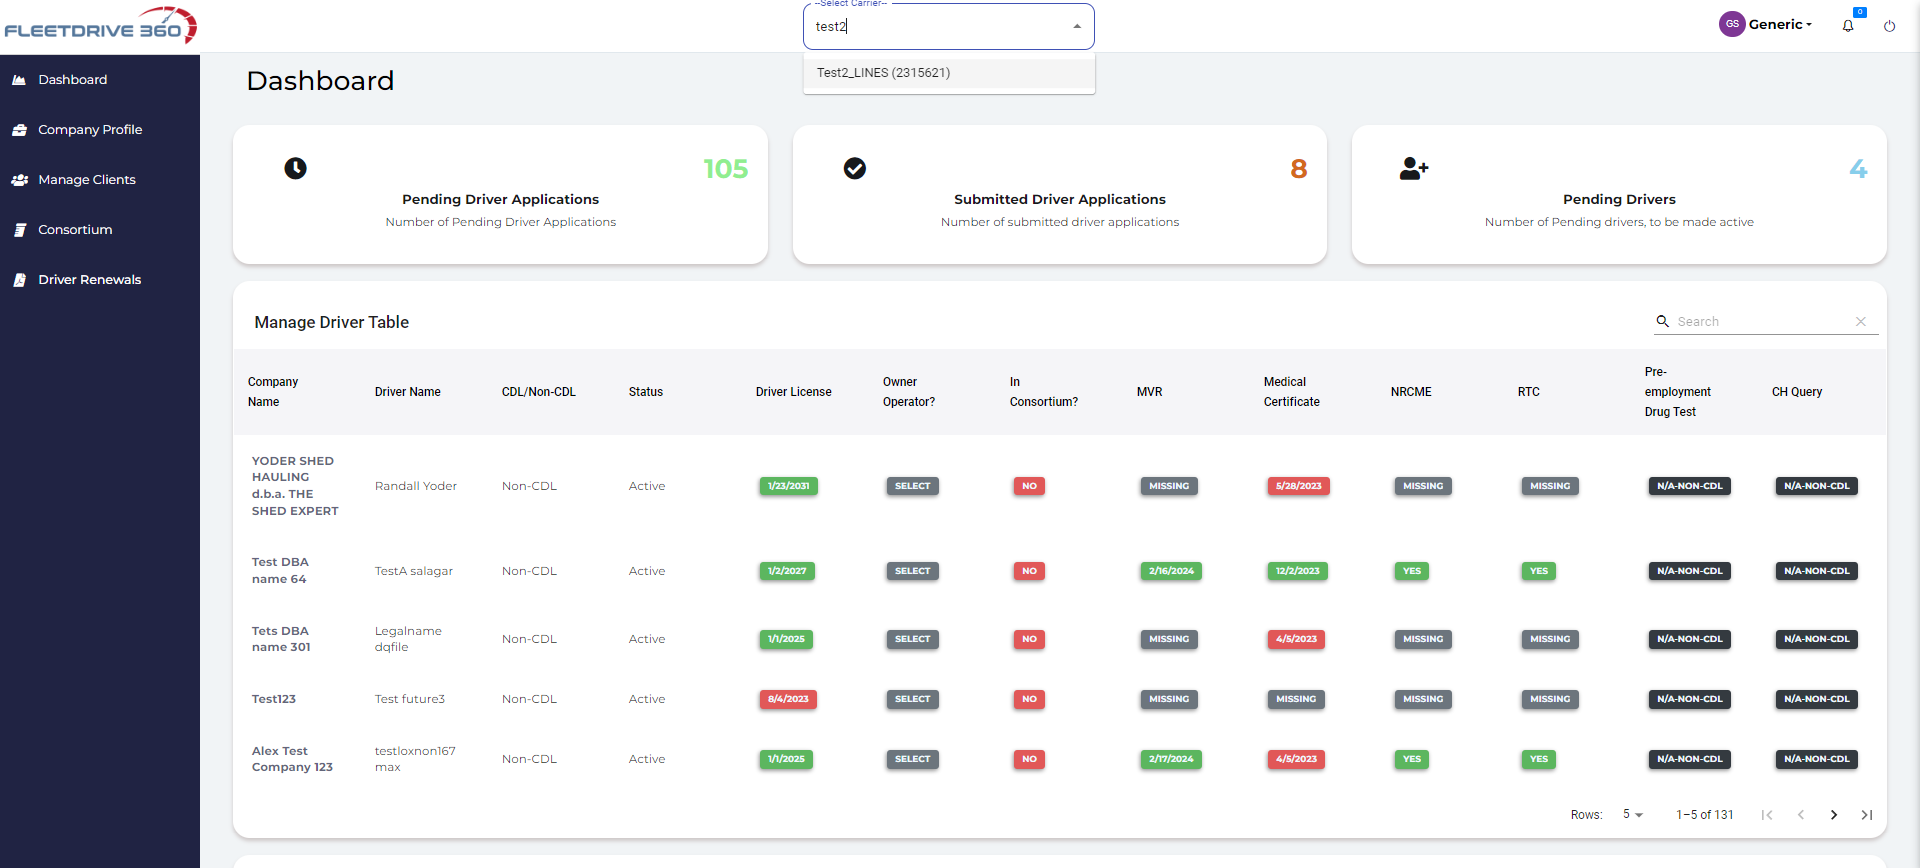 FLEETDRIVE 360
--Select Carrier--
test2
GS Generic
0
Test2_LINES (2315621)
Dashboard
Company Profile
Manage Clients
Consortium
Driver Renewals
Dashboard
105
Pending Driver Applications
Number of Pending Driver Applications
8
Submitted Driver Applications
Number of submitted driver applications
4
Pending Drivers
Number of Pending drivers, to be made active
Manage Driver Table
Search
Company
Name
Driver Name
CDL/Non-CDL
Status
Driver License
Owner
Operator?
In
Consortium?
MVR
Medical
Certificate
NRCME
RTC
Pre-
employment
Drug Test
CH Query
YODER SHED
HAULING
d.b.a. THE
SHED EXPERT
Randall Yoder
Non-CDL
Active
1/23/2031
SELECT
NO
MISSING
5/28/2023
MISSING
MISSING
N/A-NON-CDL
N/A-NON-CDL
Test DBA
name 64
TestA salagar
Non-CDL
Active
1/2/2027
SELECT
NO
2/16/2024
12/2/2023
YES
YES
N/A-NON-CDL
N/A-NON-CDL
Tets DBA
name 301
Legalname
dqfile
Non-CDL
Active
1/1/2025
SELECT
NO
MISSING
4/5/2023
MISSING
MISSING
N/A-NON-CDL
N/A-NON-CDL
Test123
Test future3
Non-CDL
Active
8/4/2023
SELECT
NO
MISSING
MISSING
MISSING
MISSING
N/A-NON-CDL
N/A-NON-CDL
Alex Test
Company 123
testloxnon167
max
Non-CDL
Active
1/1/2025
SELECT
NO
2/17/2024
4/5/2023
YES
YES
N/A-NON-CDL
N/A-NON-CDL
Rows: 5 1–5 of 131